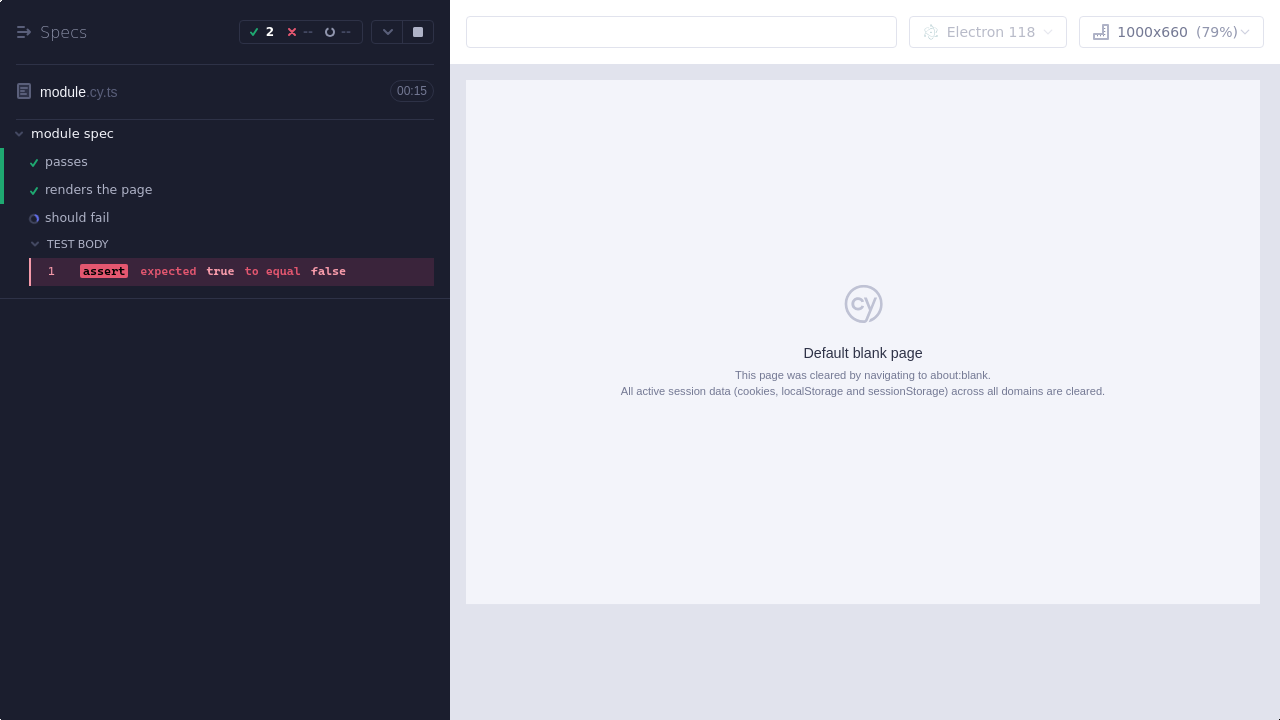 Specs
2 -- --
module.cy.ts 00:15
module spec
passes
renders the page
should fail
TEST BODY
1 assert expected true to equal false
Electron 118
1000x660 (79%)
cy
Default blank page
This page was cleared by navigating to about:blank.
All active session data (cookies, localStorage and sessionStorage) across all domains are cleared.